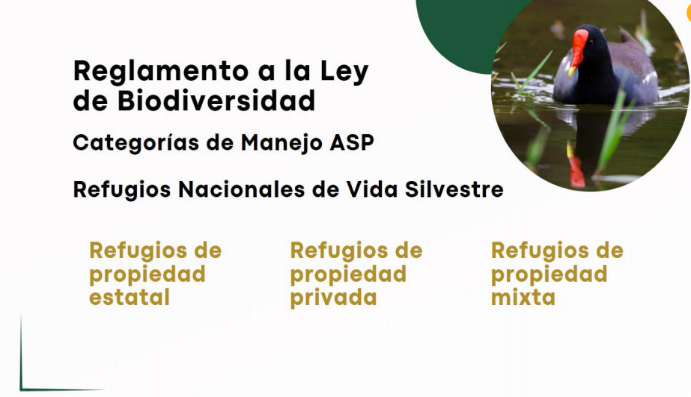 Reglamento a la Ley
de Biodiversidad
Categorías de Manejo ASP
Refugios Nacionales de Vida Silvestre
Refugios de
propiedad
estatal
Refugios de
propiedad
privada
Refugios de
propiedad
mixta